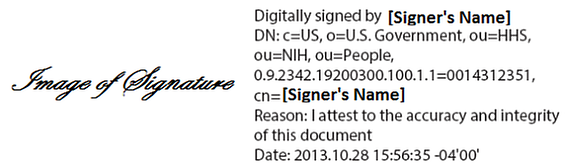 Image of Signature
Digitally signed by [Signer's Name]
DN: c=US, o=U.S. Government, ou=HHS,
ou=NIH, ou=People,
0.9.2342.19200300.100.1.1=0014312351,
cn=[Signer's Name]
Reason: I attest to the accuracy and integrity
of this document
Date: 2013.10.28 15:56:35 -04'00'